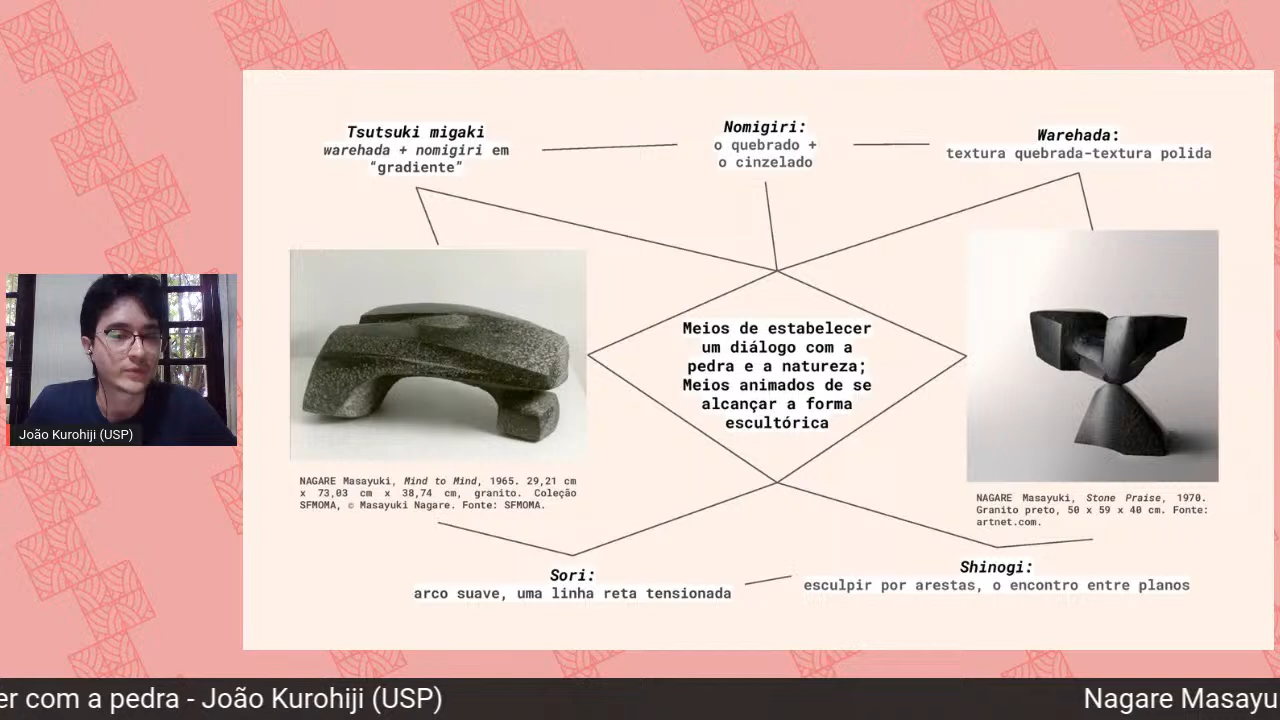 Tsutsuki migaki
warehada + nomigiri em
“gradiente”
Nomigiri:
o quebrado +
o cinzelado
Warehada:
textura quebrada-textura polida
Meios de estabelecer
um diálogo com a
pedra e a natureza;
Meios animados de se
alcançar a forma
escultórica
NAGARE Masayuki, Mind to Mind, 1965. 29,21 cm
x 73,03 cm x 38,74 cm, granito. Coleção
SFMOMA, © Masayuki Nagare. Fonte: SFMOMA.
NAGARE Masayuki, Stone Praise, 1970.
Granito preto, 50 x 59 x 40 cm. Fonte:
artnet.com.
Sori:
arco suave, uma linha reta tensionada
Shinogi:
esculpir por arestas, o encontro entre planos
João Kurohiji (USP)
er com a pedra - João Kurohiji (USP)
Nagare Masayu